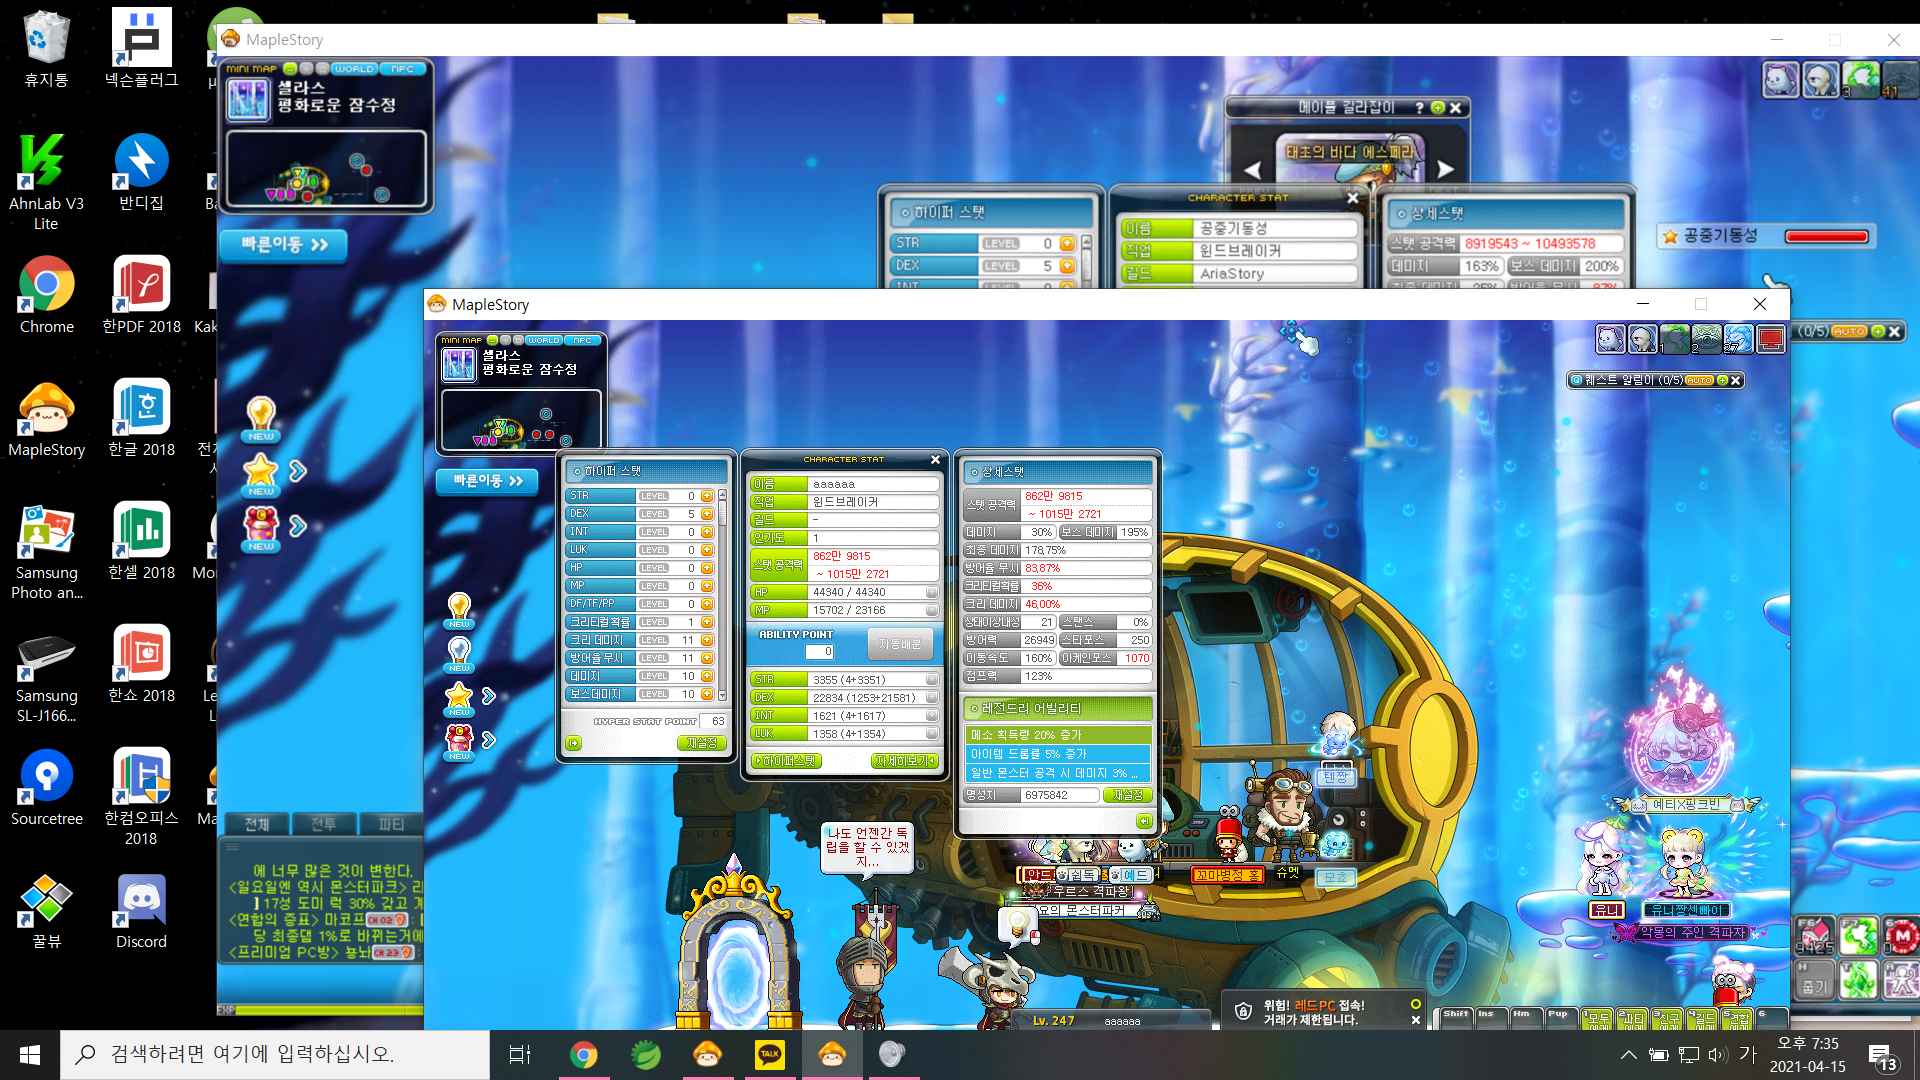 휴지통
넥슨플러그
AhnLab V3
Lite
반디집
Chrome
한PDF 2018
MapleStory
한글 2018
Samsung
Photo an...
한셀 2018
Samsung
SL-J166...
한쇼 2018
Sourcetree
한컴오피스
2018
꿀뷰
Discord
MapleStory
MINI MAP
WORLD
NPC
셀라스
평화로운 잠수정
빠른이동
NEW
NEW
NEW
메이플 길라잡이
태초의 바다 에스페라
하이퍼 스탯
STR LEVEL 0
DEX LEVEL 5
CHARACTER STAT
이름 공중기동성
직업 윈드브레이커
길드 AriaStory
상세스탯
스탯 공격력 8919543 ~ 10493578
데미지 163% 보스 데미지 200%
공중기동성
(0/5) AUTO
전체 전투 파티
에 너무 많은 것이 변한다.
<일요일엔 역시 몬스터파크>
17성 도미 럭 30% 갖고
<연합의 증표> 마코프 CH 02
당 최종댐 1%로 바뀌는거에
<프리미엄 PC방> 뇽놔 CH 23
EXP
MapleStory
MINI MAP
WORLD
NPC
셀라스
평화로운 잠수정
빠른이동
NEW
NEW
NEW
NEW
퀘스트 알림이 (0/5) AUTO
하이퍼 스탯
STR LEVEL 0
DEX LEVEL 5
INT LEVEL 0
LUK LEVEL 0
HP LEVEL 0
MP LEVEL 0
DF/TF/PP LEVEL 0
크리티컬 확률 LEVEL 1
크리 데미지 LEVEL 11
방어율 무시 LEVEL 11
데미지 LEVEL 10
보스데미지 LEVEL 10
HYPER STAT POINT 63
재설정
CHARACTER STAT
이름 aaaaaa
직업 윈드브레이커
길드 -
인기도 1
스탯 공격력 862만 9815
~ 1015만 2721
HP 44340 / 44340
MP 15702 / 23166
ABILITY POINT
0
자동배분
STR 3355 (4+3351)
DEX 22834 (1253+21581)
INT 1621 (4+1617)
LUK 1358 (4+1354)
하이퍼스탯
자세히보기
상세스탯
스탯 공격력 862만 9815
~ 1015만 2721
데미지 30% 보스 데미지 195%
최종 데미지 178,75%
방어율 무시 83,87%
크리티컬확률 36%
크리 데미지 46,00%
상태이상내성 21 스탠스 0%
방어력 26949 스타포스 250
이동속도 160% 아케인포스 1070
점프력 123%
레전드리 어빌리티
메소 획득량 20% 증가
아이템 드롭률 5% 증가
일반 몬스터 공격 시 데미지 3% ...
명성치 6975842 재설정
나도 언젠간 독
립을 할 수 있겠
지...
텐짱
꼬마병정 홍
슈멧
모쵸
쉽독
예드
우르스 격파왕
요의 몬스터파커
예티X핑크빈
유니
유니짱센빠이
악몽의 주인 격파자
위험! 레드PC 접속!
거래가 제한됩니다.
Lv. 247 aaaaaa
Shift Ins Hm Pup
줍기
검색하려면 여기에 입력하십시오.
TALK
가
오후 7:35
2021-04-15
13